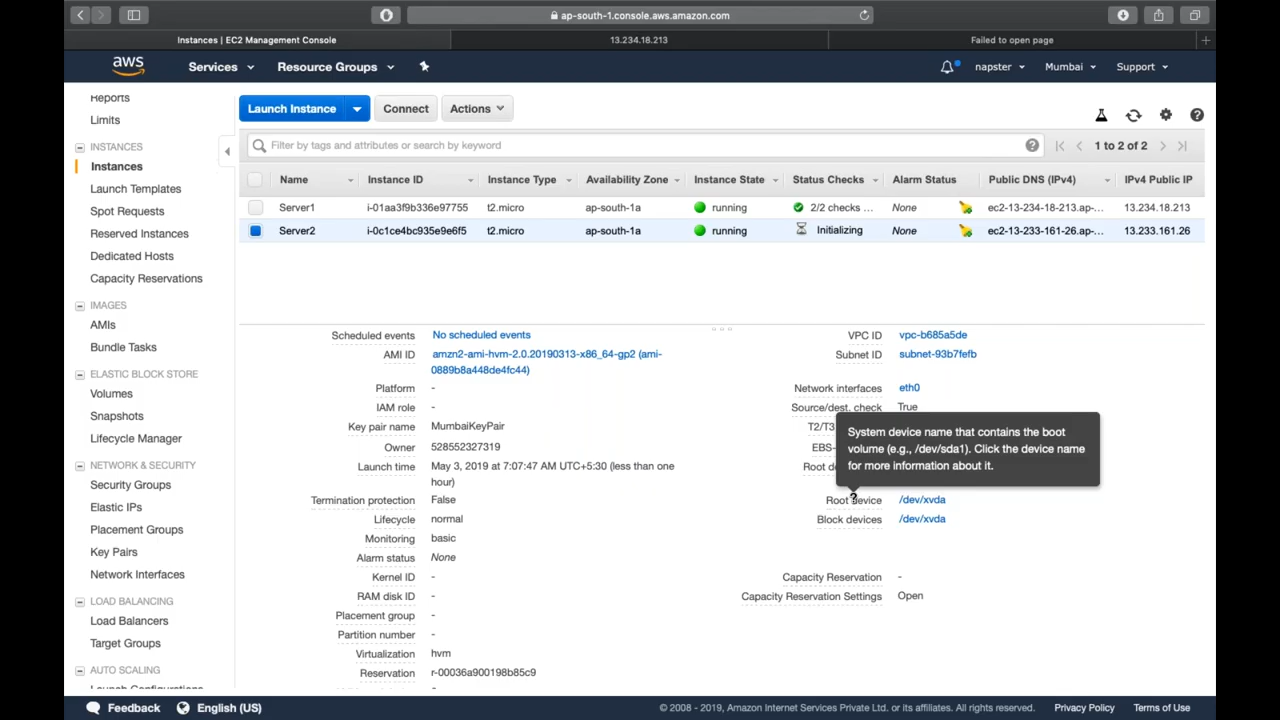 ap-south-1.console.aws.amazon.com
Instances | EC2 Management Console
13.234.18.213
Failed to open page
aws
Services
Resource Groups
napster
Mumbai
Support
Reports
Limits
INSTANCES
Instances
Launch Templates
Spot Requests
Reserved Instances
Dedicated Hosts
Capacity Reservations
IMAGES
AMIs
Bundle Tasks
ELASTIC BLOCK STORE
Volumes
Snapshots
Lifecycle Manager
NETWORK & SECURITY
Security Groups
Elastic IPs
Placement Groups
Key Pairs
Network Interfaces
LOAD BALANCING
Load Balancers
Target Groups
AUTO SCALING
Launch Configurations
Launch Instance
Connect
Actions
Filter by tags and attributes or search by keyword
1 to 2 of 2
Name Instance ID Instance Type Availability Zone Instance State Status Checks Alarm Status Public DNS (IPv4) IPv4 Public IP
Server1 i-01aa3f9b336e97755 t2.micro ap-south-1a running 2/2 checks ... None ec2-13-234-18-213.ap-... 13.234.18.213
Server2 i-0c1ce4bc935e9e6f5 t2.micro ap-south-1a running Initializing None ec2-13-233-161-26.ap-... 13.233.161.26
Scheduled events No scheduled events
AMI ID amzn2-ami-hvm-2.0.20190313-x86_64-gp2 (ami-
0889b8a448de4fc44)
Platform -
IAM role -
Key pair name MumbaiKeyPair
Owner 528552327319
Launch time May 3, 2019 at 7:07:47 AM UTC+5:30 (less than one
hour)
Termination protection False
Lifecycle normal
Monitoring basic
Alarm status None
Kernel ID -
RAM disk ID -
Placement group -
Partition number -
Virtualization hvm
Reservation r-00036a900198b85c9
VPC ID vpc-b685a5de
Subnet ID subnet-93b7fefb
Network interfaces eth0
Source/dest. check True
T2/T3
EBS-
Root de
System device name that contains the boot
volume (e.g., /dev/sda1). Click the device name
for more information about it.
Root device /dev/xvda
Block devices /dev/xvda
Capacity Reservation -
Capacity Reservation Settings Open
Feedback
English (US)
© 2008 - 2019, Amazon Internet Services Private Ltd. or its affiliates. All rights reserved.
Privacy Policy
Terms of Use